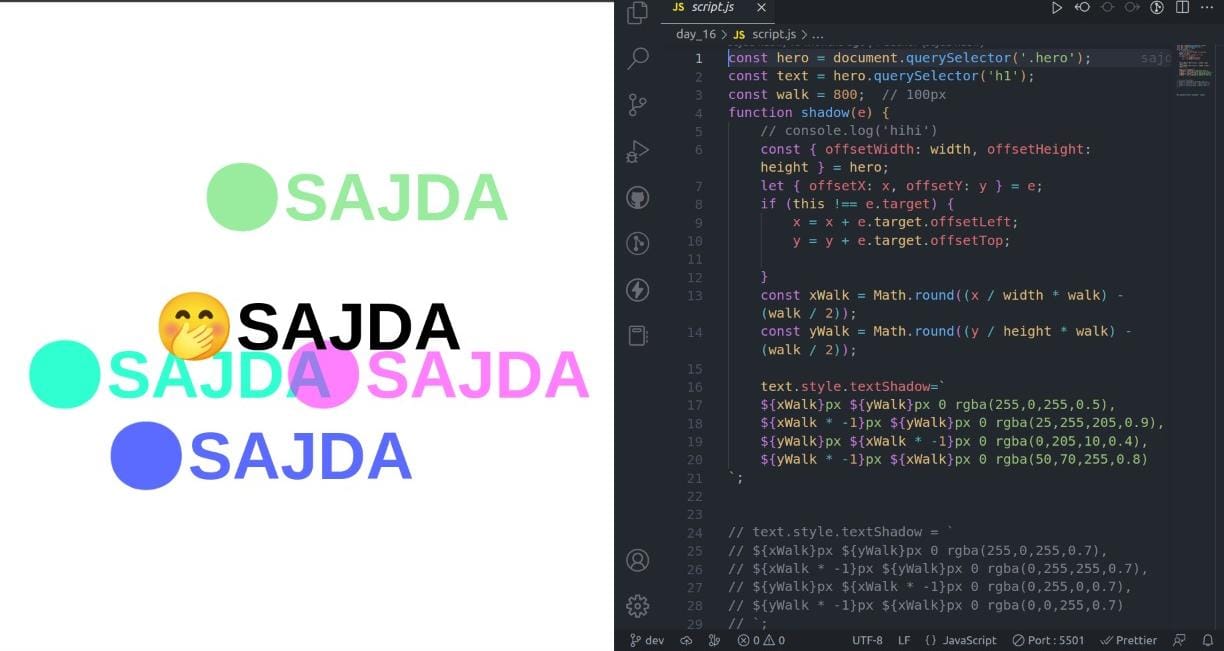 SAJDA
SAJDA
SAJDA SAJDA
SAJDA
JS script.js
day_16 > JS script.js > ...
1 const hero = document.querySelector('.hero');
2 const text = hero.querySelector('h1');
3 const walk = 800;  // 100px
4 function shadow(e) {
5 // console.log('hihi')
6 const { offsetWidth: width, offsetHeight:
height } = hero;
7 let { offsetX: x, offsetY: y } = e;
8 if (this !== e.target) {
9 x = x + e.target.offsetLeft;
10 y = y + e.target.offsetTop;
11
12 }
13 const xWalk = Math.round((x / width * walk) -
(walk / 2));
14 const yWalk = Math.round((y / height * walk) -
(walk / 2));
15
16 text.style.textShadow=`
17 ${xWalk}px ${yWalk}px 0 rgba(255,0,255,0.5),
18 ${xWalk * -1}px ${yWalk}px 0 rgba(25,255,205,0.9),
19 ${yWalk}px ${xWalk * -1}px 0 rgba(0,205,10,0.4),
20 ${yWalk * -1}px ${xWalk}px 0 rgba(50,70,255,0.8)
21 `;
22
23
24 // text.style.textShadow = `
25 // ${xWalk}px ${yWalk}px 0 rgba(255,0,255,0.7),
26 // ${xWalk * -1}px ${yWalk}px 0 rgba(0,255,255,0.7),
27 // ${yWalk}px ${xWalk * -1}px 0 rgba(0,255,0,0.7),
28 // ${yWalk * -1}px ${xWalk}px 0 rgba(0,0,255,0.7)
29 // `;
dev 0 0 UTF-8 LF {} JavaScript Port : 5501 Prettier